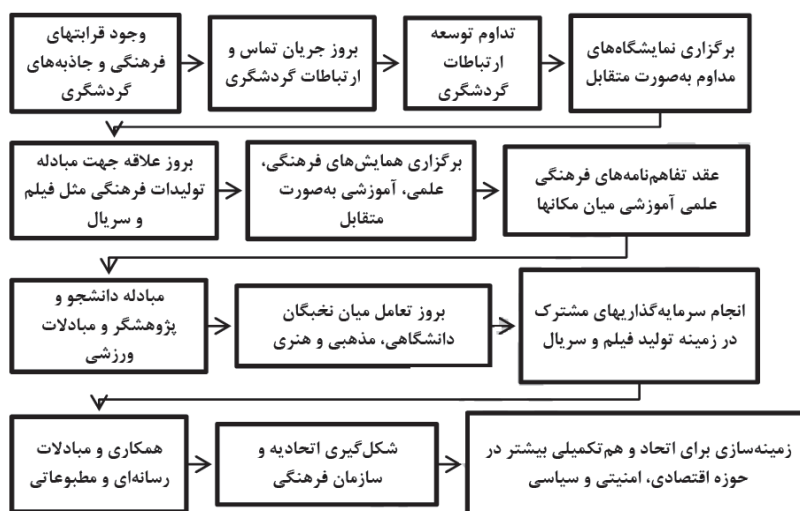 وجود قرابتهای
فرهنگی و جاذبه‌های
گردشگری
بروز جریان تماس و
ارتباطات گردشگری
تداوم توسعه
ارتباطات
گردشگری
برگزاری نمایشگاه‌های
مداوم به‌صورت متقابل
بروز علاقه جهت مبادله
تولیدات فرهنگی مثل فیلم
و سریال
برگزاری همایش‌های فرهنگی،
علمی، آموزشی به‌صورت
متقابل
عقد تفاهم‌نامه‌های فرهنگی
علمی آموزشی میان مکانها
مبادله دانشجو و
پژوهشگر و مبادلات
ورزشی
بروز تعامل میان نخبگان
دانشگاهی، مذهبی و هنری
انجام سرمایه‌گذاریهای مشترک
در زمینه تولید فیلم و سریال
همکاری و مبادلات
رسانه‌ای و مطبوعاتی
شکل‌گیری اتحادیه و
سازمان فرهنگی
زمینه‌سازی برای اتحاد و هم‌تکمیلی بیشتر در
حوزه اقتصادی، امنیتی و سیاسی